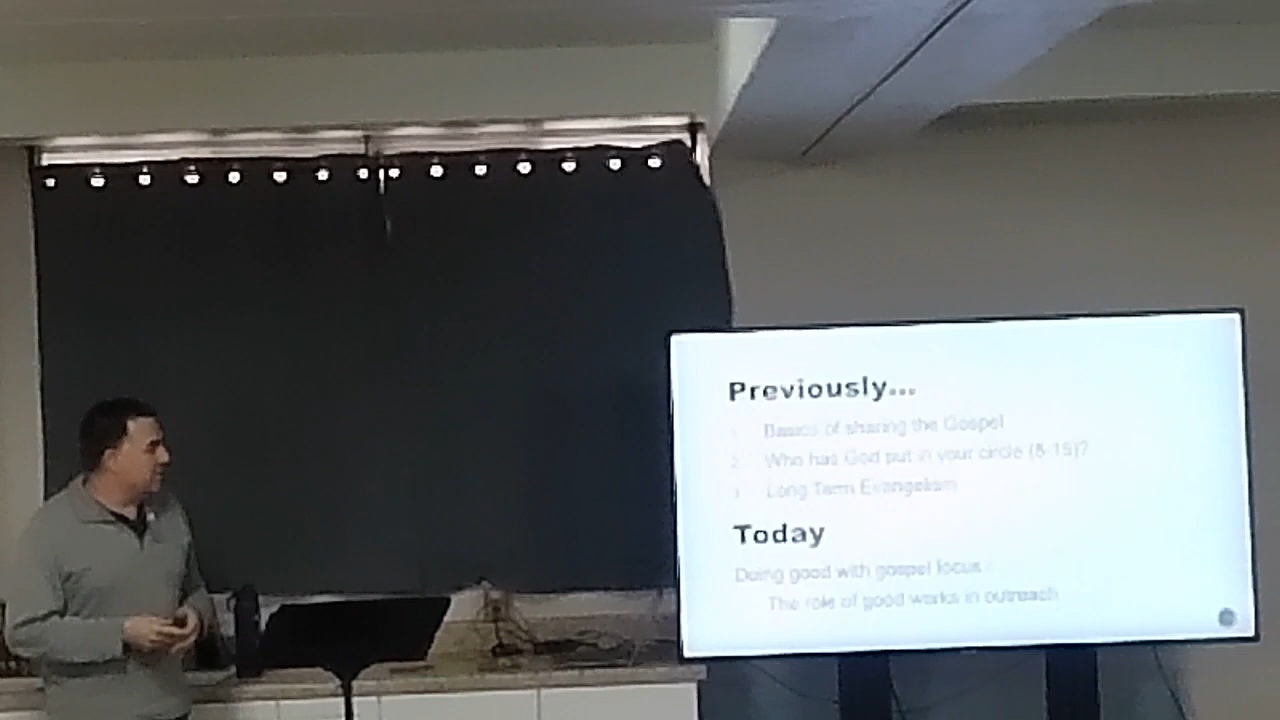 Previously...
1. Basics of sharing the Gospel
2. Who has God put in your circle (8-15)?
3. Long Term Evangelism
Today
Doing good with gospel focus
The role of good works in outreach